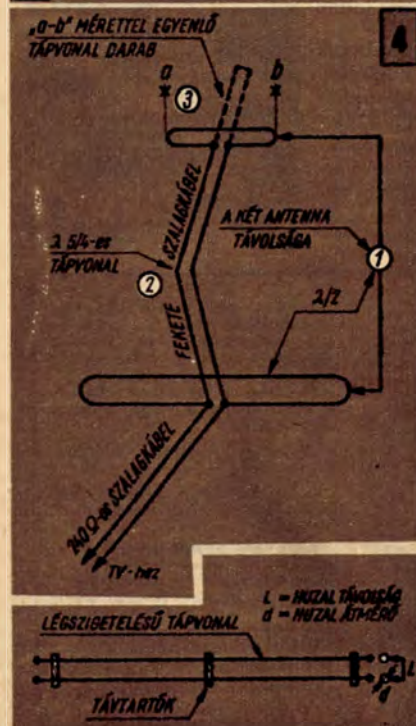 „a-b” MÉRETTEL EGYENLŐ
TÁPVONAL DARAB
4
a
b
3
SZALAGKÁBEL
A KÉT ANTENNA
TÁVOLSÁGA
1
λ 5/4-es
TÁPVONAL
2
FEKETE
λ/2
240 Ω-os SZALAGKÁBEL
TV-hez
L = HUZAL TÁVOLSÁG
d = HUZAL ÁTMÉRŐ
LÉGSZIGETELÉSŰ TÁPVONAL
L
d
TÁVTARTÓK